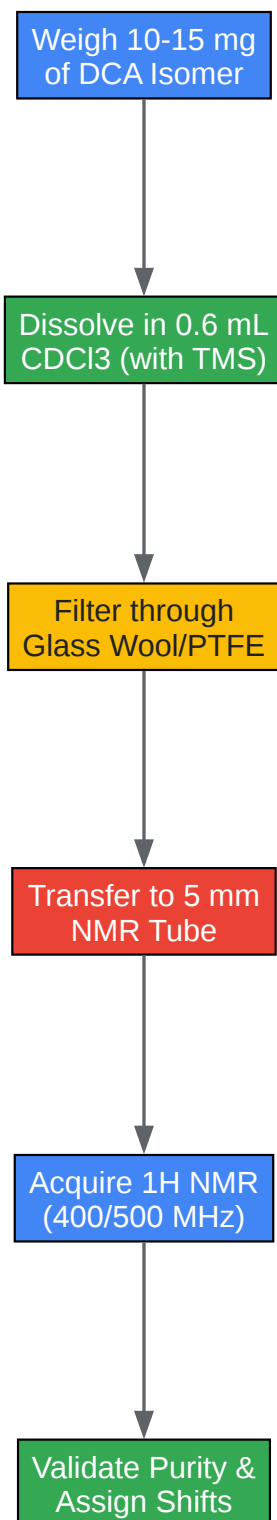 Weigh 10-15 mg
of DCA Isomer
Dissolve in 0.6 mL
CDCl3 (with TMS)
Filter through
Glass Wool/PTFE
Transfer to 5 mm
NMR Tube
Acquire 1H NMR
(400/500 MHz)
Validate Purity &
Assign Shifts